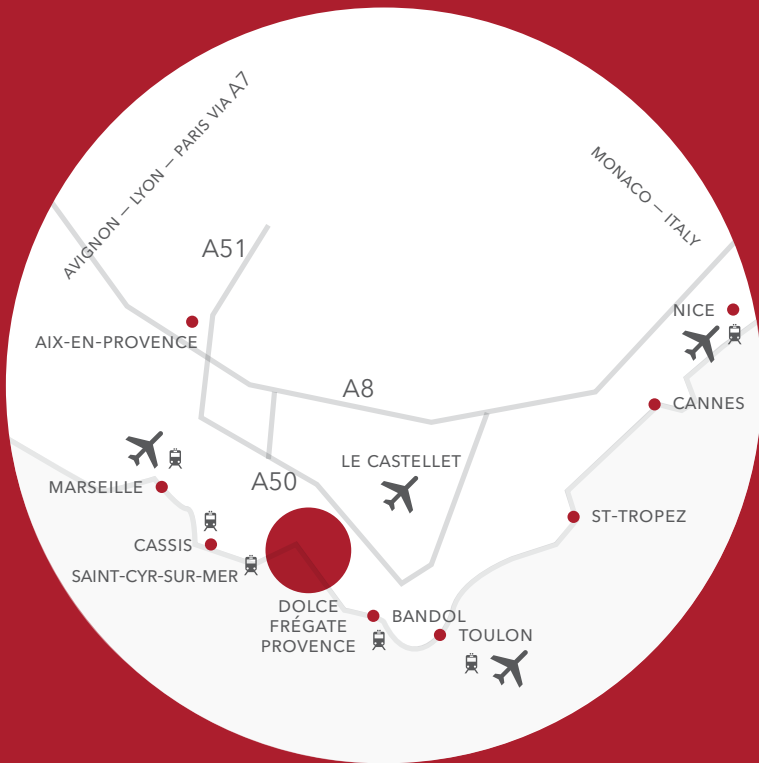 AVIGNON — LYON — PARIS VIA A7
MONACO — ITALY
A51
NICE
AIX-EN-PROVENCE
A8
CANNES
LE CASTELLET
A50
MARSEILLE
ST-TROPEZ
CASSIS
SAINT-CYR-SUR-MER
DOLCE
FRÉGATE
PROVENCE
BANDOL
TOULON